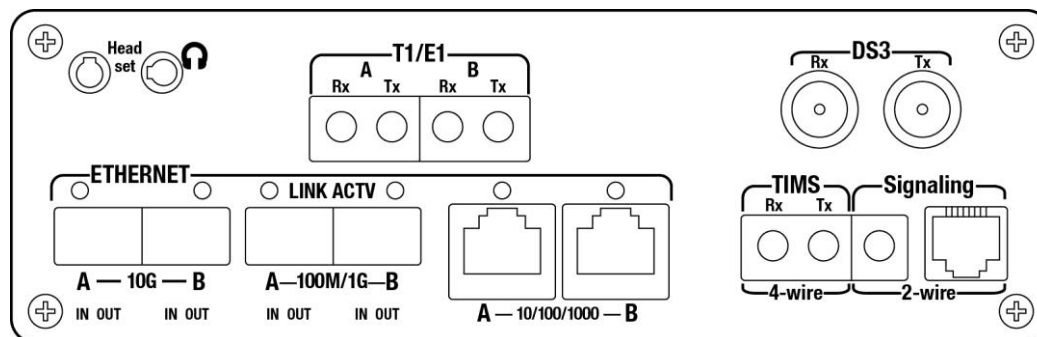 Head
set
T1/E1
A B
Rx Tx Rx Tx
DS3
Rx Tx
ETHERNET
LINK ACTV
A — 10G — B
A—100M/1G—B
IN OUT IN OUT IN OUT IN OUT
A — 10/100/1000 — B
TIMS Signaling
Rx Tx
4-wire 2-wire